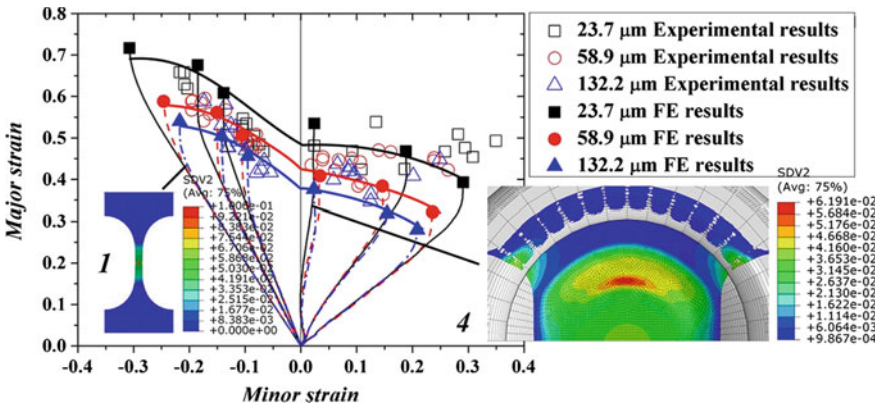 0.8
0.7
0.6
0.5
0.4
0.3
0.2
0.1
0.0
Major strain
-0.4
-0.3
-0.2
-0.1
0.0
0.1
0.2
0.3
0.4
Minor strain
23.7 μm Experimental results
58.9 μm Experimental results
132.2 μm Experimental results
23.7 μm FE results
58.9 μm FE results
132.2 μm FE results
1
SDV2
(Avg: 75%)
+1.006e-01
+9.221e-02
+8.383e-02
+7.544e-02
+6.706e-02
+5.868e-02
+5.030e-02
+4.191e-02
+3.353e-02
+2.515e-02
+1.677e-02
+8.383e-03
+0.000e+00
4
SDV2
(Avg: 75%)
+6.191e-02
+5.684e-02
+5.176e-02
+4.668e-02
+4.160e-02
+3.653e-02
+3.145e-02
+2.637e-02
+2.130e-02
+1.622e-02
+1.114e-02
+6.064e-03
+9.867e-04